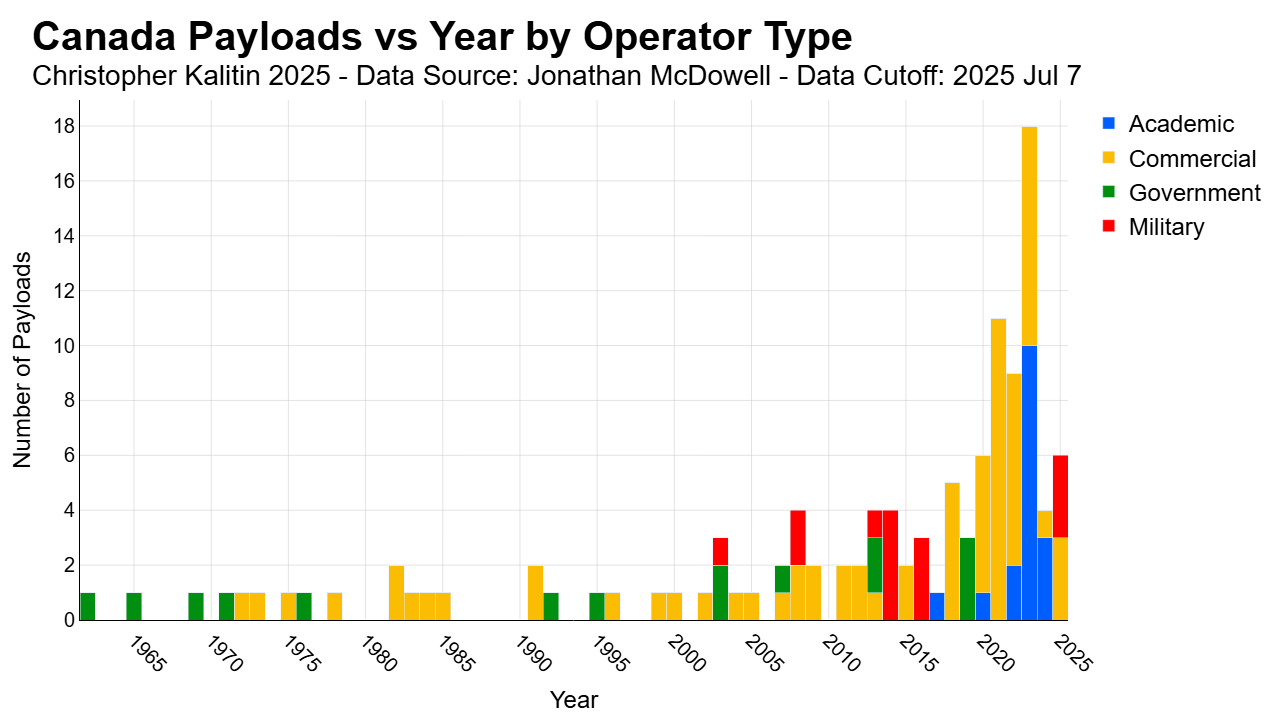 Canada Payloads vs Year by Operator Type
Christopher Kalitin 2025 - Data Source: Jonathan McDowell - Data Cutoff: 2025 Jul 7
Academic
Commercial
Government
Military
Number of Payloads
18
16
14
12
10
8
6
4
2
0
1965
1970
1975
1980
1985
1990
1995
2000
2005
2010
2015
2020
2025
Year